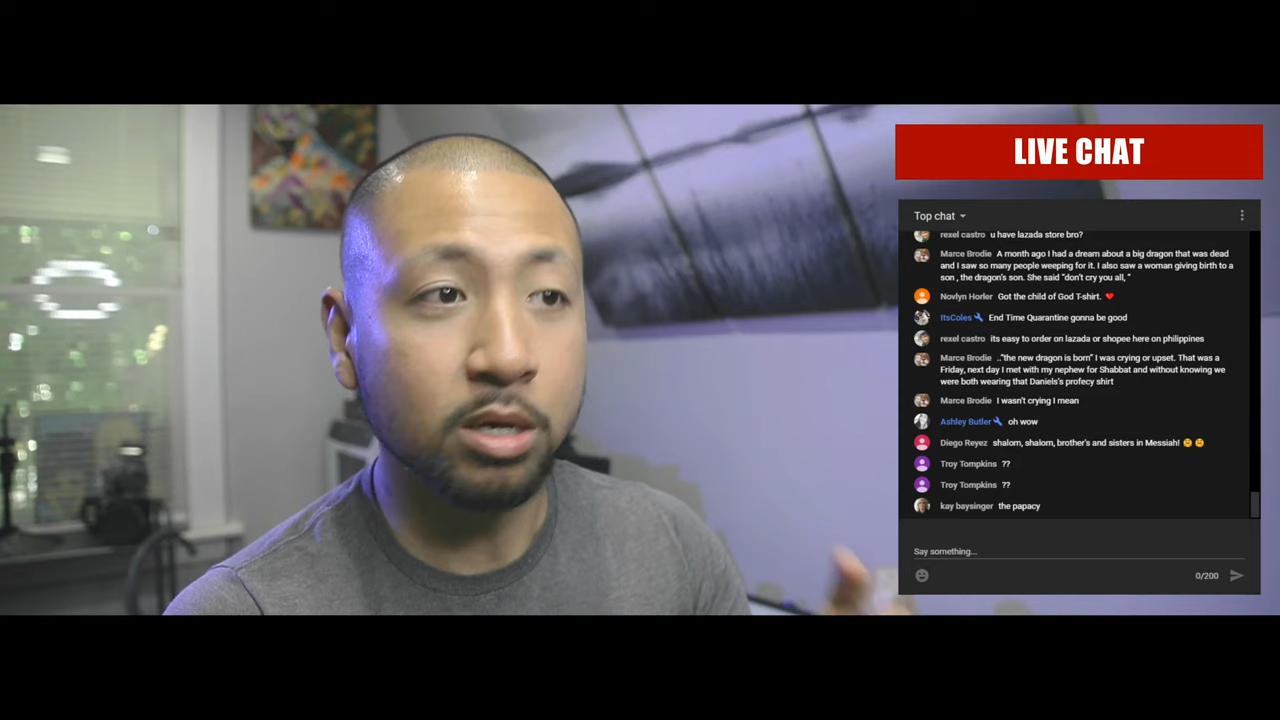 LIVE CHAT
Top chat
rexel castro u have lazada store bro?
Marce Brodie A month ago I had a dream about a big dragon that was dead
and I saw so many people weeping for it. I also saw a woman giving birth to a
son , the dragon's son. She said "don't cry you all, "
Novlyn Horler Got the child of God T-shirt. ❤️
ItsColes End Time Quarantine gonna be good
rexel castro its easy to order on lazada or shopee here on philippines
Marce Brodie .."the new dragon is born" I was crying or upset. That was a
Friday, next day I met with my nephew for Shabbat and without knowing we
were both wearing that Daniels's profecy shirt
Marce Brodie I wasn't crying I mean
Ashley Butler oh wow
Diego Reyez shalom, shalom, brother's and sisters in Messiah!
Troy Tompkins ??
Troy Tompkins ??
kay baysinger the papacy
Say something...
0/200